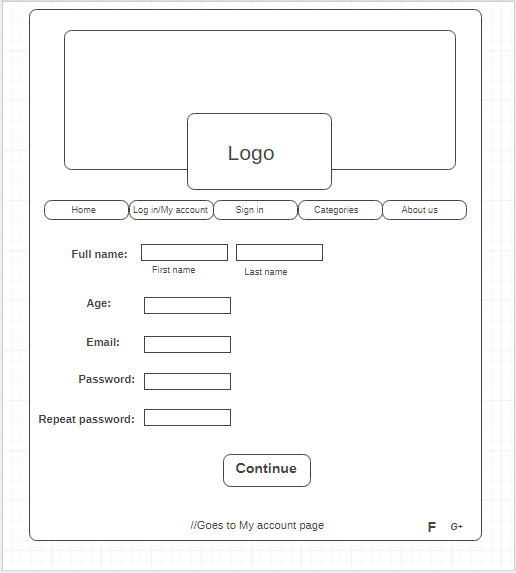 Logo
Home Log in/My account Sign in Categories About us
Full name:
First name Last name
Age:
Email:
Password:
Repeat password:
Continue
//Goes to My account page F G+